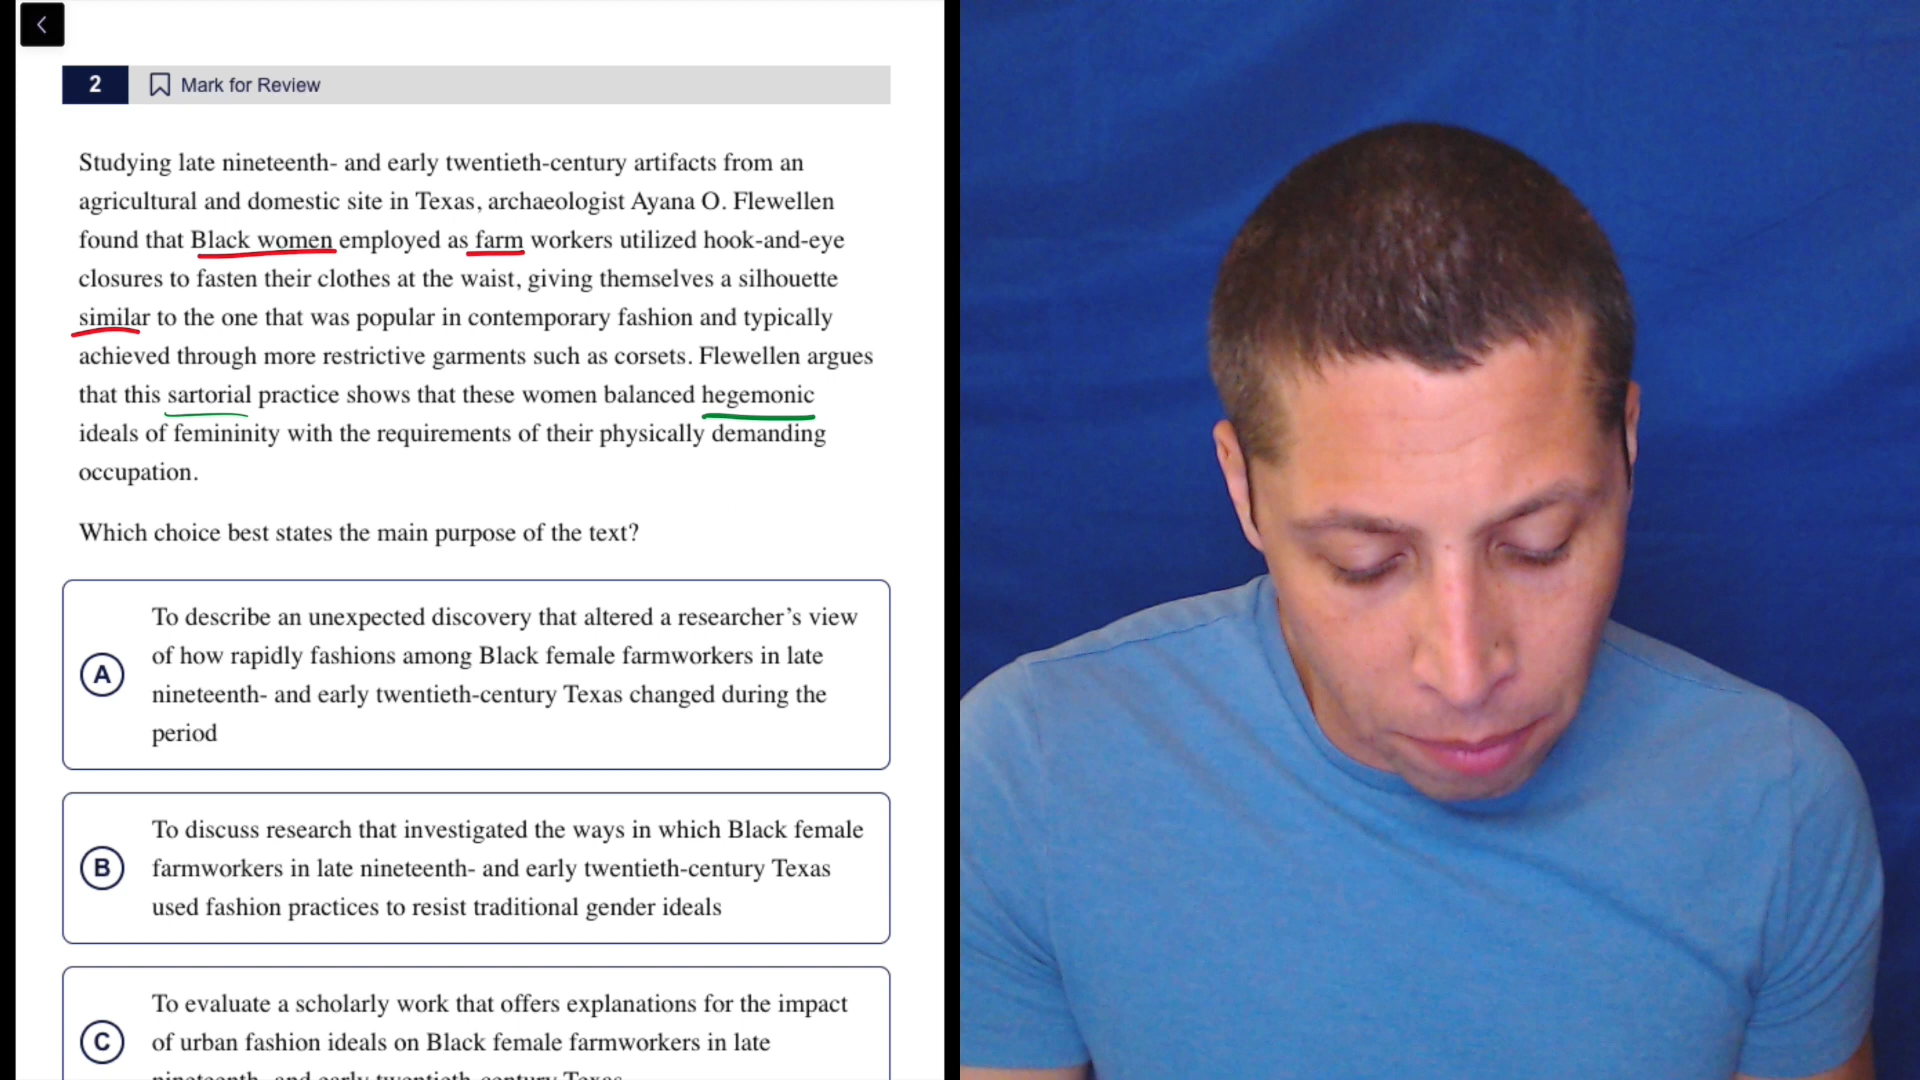 2 Mark for Review
Studying late nineteenth- and early twentieth-century artifacts from an
agricultural and domestic site in Texas, archaeologist Ayana O. Flewellen
found that Black women employed as farm workers utilized hook-and-eye
closures to fasten their clothes at the waist, giving themselves a silhouette
similar to the one that was popular in contemporary fashion and typically
achieved through more restrictive garments such as corsets. Flewellen argues
that this sartorial practice shows that these women balanced hegemonic
ideals of femininity with the requirements of their physically demanding
occupation.
Which choice best states the main purpose of the text?
A
To describe an unexpected discovery that altered a researcher’s view
of how rapidly fashions among Black female farmworkers in late
nineteenth- and early twentieth-century Texas changed during the
period
B
To discuss research that investigated the ways in which Black female
farmworkers in late nineteenth- and early twentieth-century Texas
used fashion practices to resist traditional gender ideals
C
To evaluate a scholarly work that offers explanations for the impact
of urban fashion ideals on Black female farmworkers in late
nineteenth- and early twentieth-century Texas